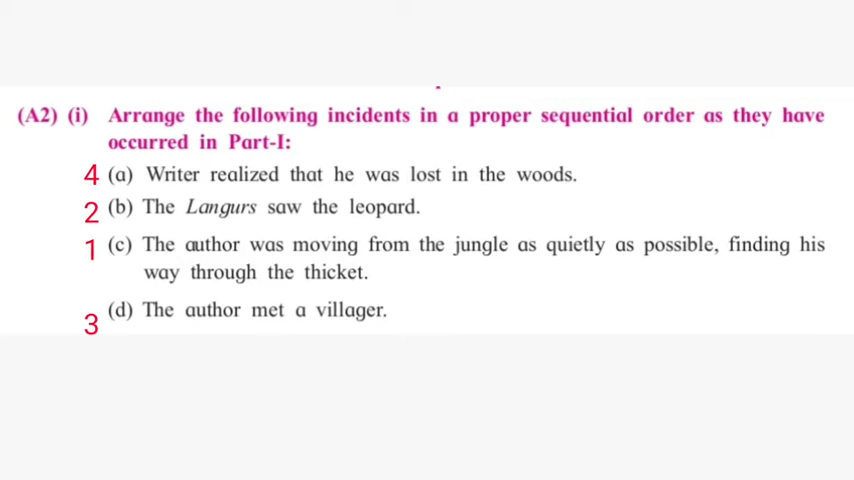 (A2) (i) Arrange the following incidents in a proper sequential order as they have
occurred in Part-I:
4 (a) Writer realized that he was lost in the woods.
2 (b) The Langurs saw the leopard.
1 (c) The author was moving from the jungle as quietly as possible, finding his
way through the thicket.
3 (d) The author met a villager.